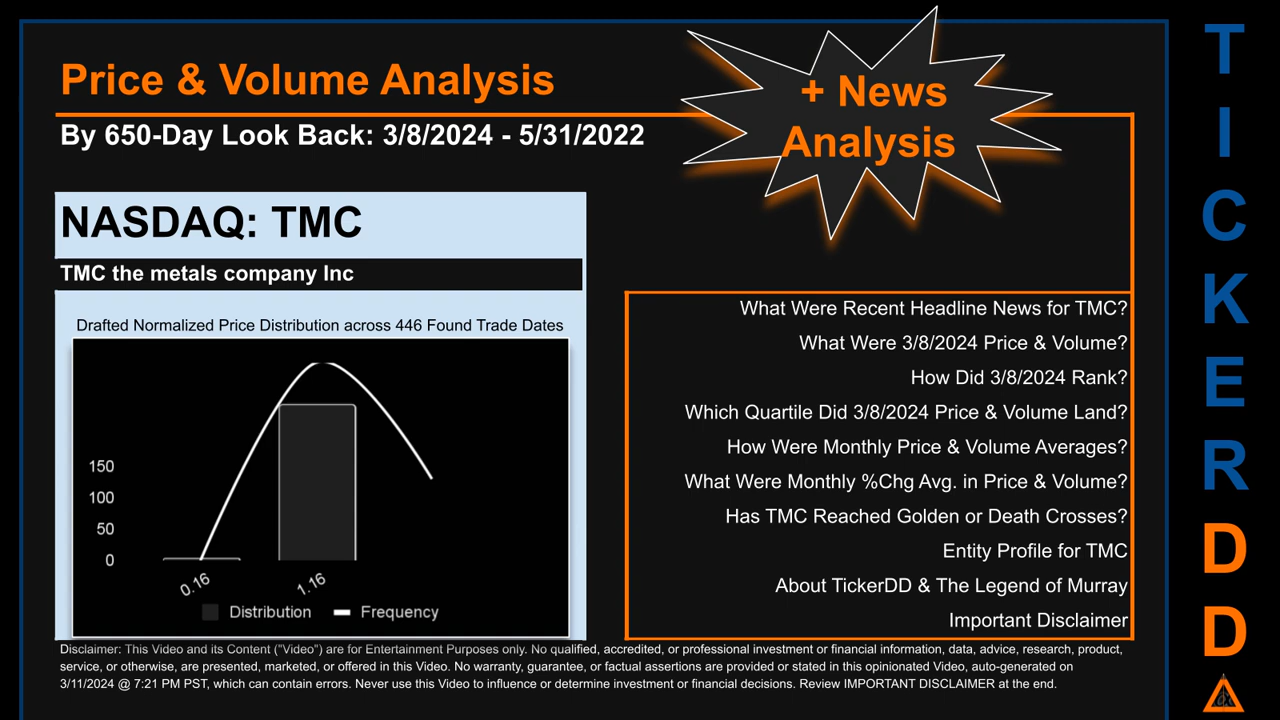 Price & Volume Analysis
+ News
Analysis
By 650-Day Look Back: 3/8/2024 - 5/31/2022
NASDAQ: TMC
TMC the metals company Inc
Drafted Normalized Price Distribution across 446 Found Trade Dates
150
100
50
0
0.16
1.16
Distribution
Frequency
What Were Recent Headline News for TMC?
What Were 3/8/2024 Price & Volume?
How Did 3/8/2024 Rank?
Which Quartile Did 3/8/2024 Price & Volume Land?
How Were Monthly Price & Volume Averages?
What Were Monthly %Chg Avg. in Price & Volume?
Has TMC Reached Golden or Death Crosses?
Entity Profile for TMC
About TickerDD & The Legend of Murray
Important Disclaimer
Disclaimer: This Video and its Content ("Video") are for Entertainment Purposes only. No qualified, accredited, or professional investment or financial information, data, advice, research, product,
service, or otherwise, are presented, marketed, or offered in this Video. No warranty, guarantee, or factual assertions are provided or stated in this opinionated Video, auto-generated on
3/11/2024 @ 7:21 PM PST, which can contain errors. Never use this Video to influence or determine investment or financial decisions. Review IMPORTANT DISCLAIMER at the end.
TICKERDD